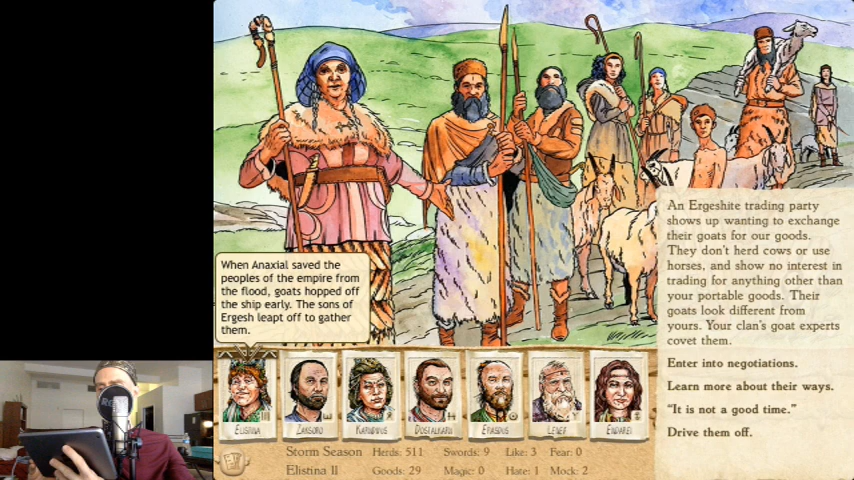 An Ergeshite trading party
shows up wanting to exchange
their goats for our goods.
They don't herd cows or use
horses, and show no interest in
trading for anything other than
your portable goods. Their
goats look different from
yours. Your clan's goat experts
covet them.
When Anaxial saved the
peoples of the empire from
the flood, goats hopped off
the ship early. The sons of
Ergesh leapt off to gather
them.
Enter into negotiations.
Learn more about their ways.
"It is not a good time."
Drive them off.
Elistina Zarsoro Dostalkarn Erasdus Lenef Endarei
Storm Season Herds: 511 Swords: 9 Like: 3 Fear: 0
Elistina II Goods: 29 Magic: 0 Hate: 1 Mock: 2